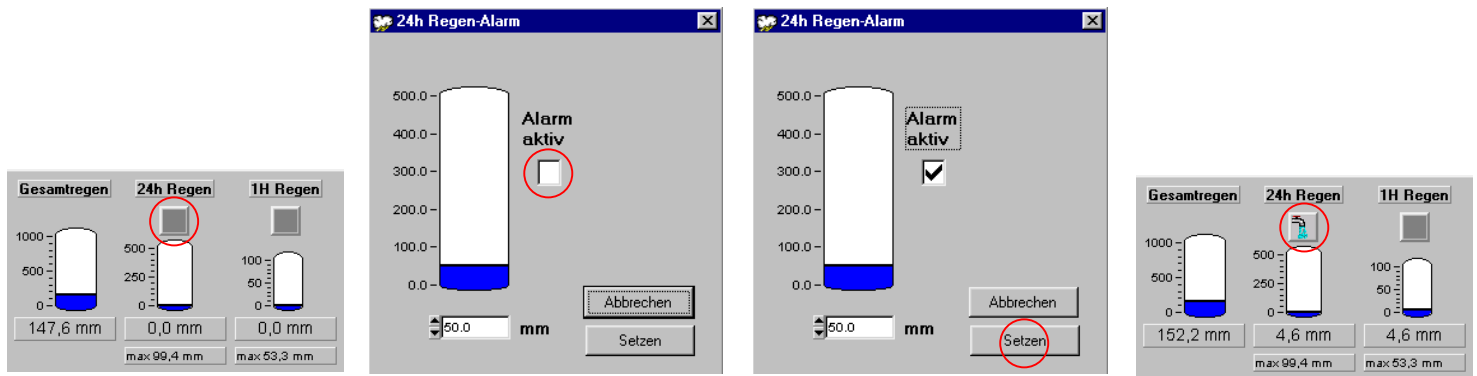 Gesamtregen 24h Regen 1H Regen
1000
500
0
500
250
0
100
50
0
147,6 mm 0,0 mm 0,0 mm
max 99,4 mm max 53,3 mm
24h Regen-Alarm
500.0
400.0
300.0
200.0
100.0
0.0
Alarm
aktiv
50.0 mm
Abbrechen
Setzen
24h Regen-Alarm
500.0
400.0
300.0
200.0
100.0
0.0
Alarm
aktiv
50.0 mm
Abbrechen
Setzen
Gesamtregen 24h Regen 1H Regen
1000
500
0
500
250
0
100
50
0
152,2 mm 4,6 mm 4,6 mm
max 99,4 mm max 53,3 mm